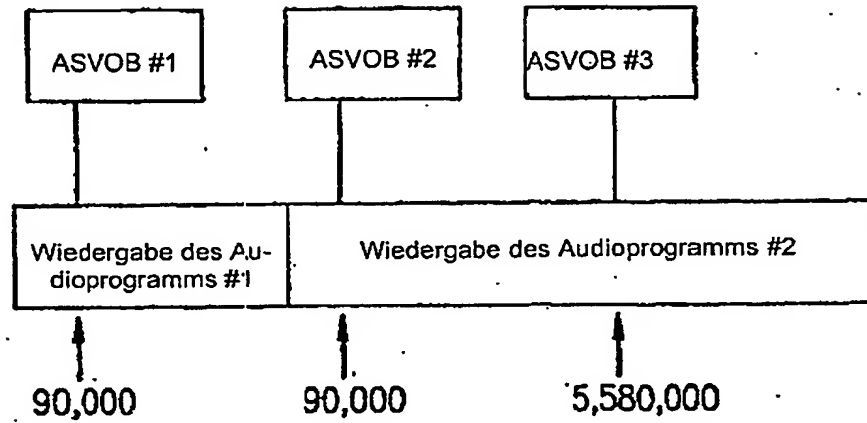 ASVOB #1
ASVOB #2
ASVOB #3
Wiedergabe des Au-
dioprogramms #1
Wiedergabe des Audioprogramms #2
90,000
90,000
5,580,000